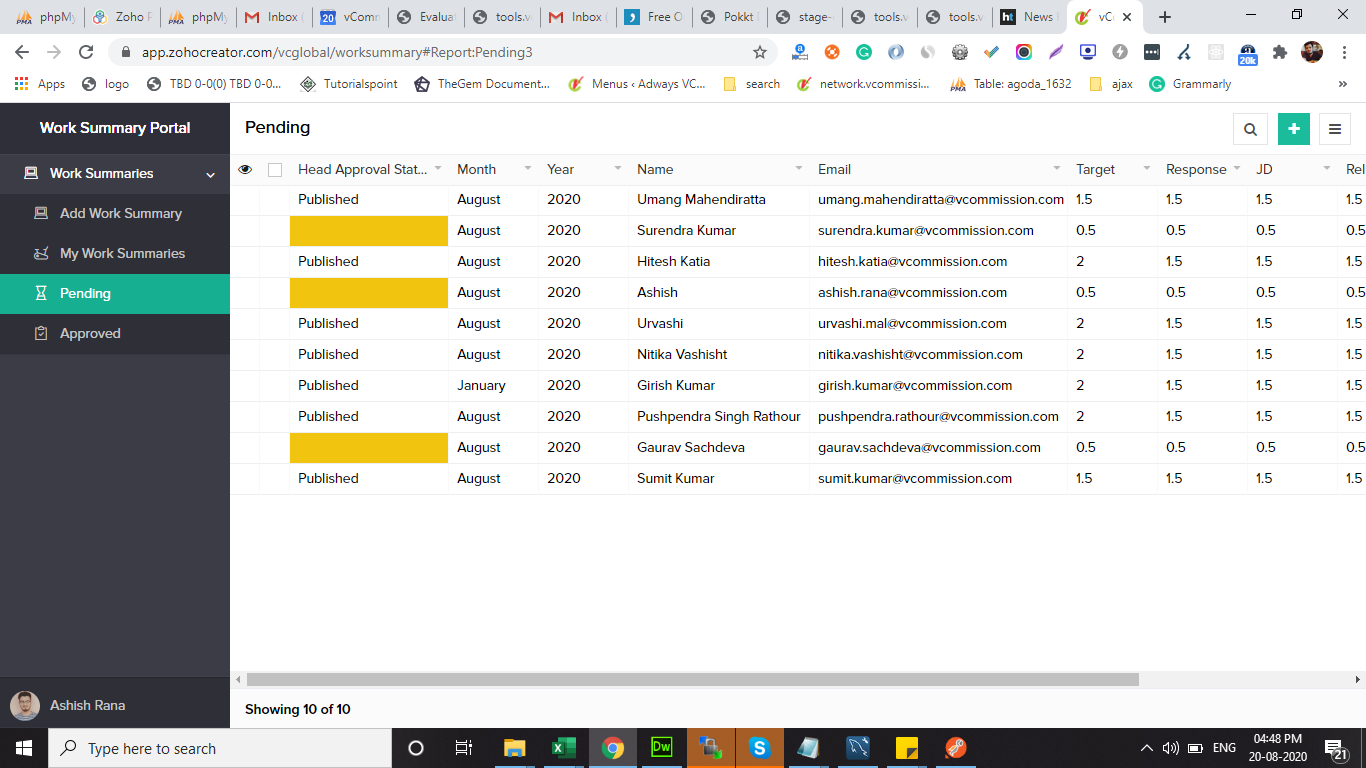 phpMy Zoho F phpMy Inbox ( 20 vComm Evaluat tools.v Inbox ( Free O Pokkt stage- tools.v tools.v ht News vC
app.zohocreator.com/vcglobal/worksummary#Report:Pending3 20k
Apps logo TBD 0-0(0) TBD 0-0... Tutorialspoint TheGem Document... Menus ‹ Adways VC... search network.vcommissi... PMA Table: agoda_1632 ajax Grammarly »
Work Summary Portal
Pending
Work Summaries
Add Work Summary
My Work Summaries
Pending
Approved
Head Approval Stat... Month Year Name Email Target Response JD Rel
Published August 2020 Umang Mahendiratta umang.mahendiratta@vcommission.com 1.5 1.5 1.5 1.5
August 2020 Surendra Kumar surendra.kumar@vcommission.com 0.5 0.5 0.5 0.5
Published August 2020 Hitesh Katia hitesh.katia@vcommission.com 2 1.5 1.5 1.5
August 2020 Ashish ashish.rana@vcommission.com 0.5 0.5 0.5 0.5
Published August 2020 Urvashi urvashi.mal@vcommission.com 2 1.5 1.5 1.5
Published August 2020 Nitika Vashisht nitika.vashisht@vcommission.com 2 1.5 1.5 1.5
Published January 2020 Girish Kumar girish.kumar@vcommission.com 2 1.5 1.5 1.5
Published August 2020 Pushpendra Singh Rathour pushpendra.rathour@vcommission.com 2 1.5 1.5 1.5
August 2020 Gaurav Sachdeva gaurav.sachdeva@vcommission.com 0.5 0.5 0.5 0.5
Published August 2020 Sumit Kumar sumit.kumar@vcommission.com 1.5 1.5 1.5 1.5
Ashish Rana
Showing 10 of 10
Type here to search
Dw
ENG
04:48 PM
20-08-2020
21